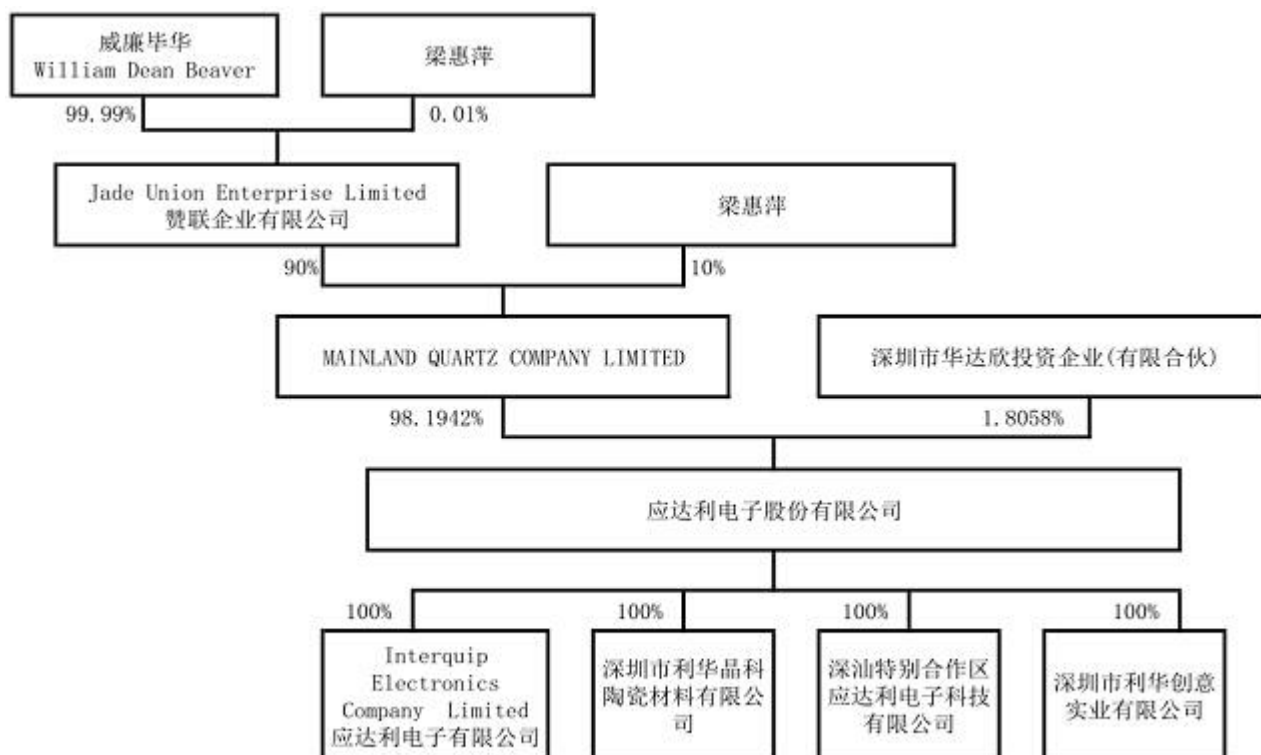 威廉毕华
William Dean Beaver
梁惠萍
99.99%
0.01%
Jade Union Enterprise Limited
赞联企业有限公司
梁惠萍
90%
10%
MAINLAND QUARTZ COMPANY LIMITED
深圳市华达欣投资企业(有限合伙)
98.1942%
1.8058%
应达利电子股份有限公司
100%
100%
100%
100%
Interquip
Electronics
Company Limited
应达利电子有限公司
深圳市利华晶科
陶瓷材料有限公
司
深汕特别合作区
应达利电子科技
有限公司
深圳市利华创意
实业有限公司